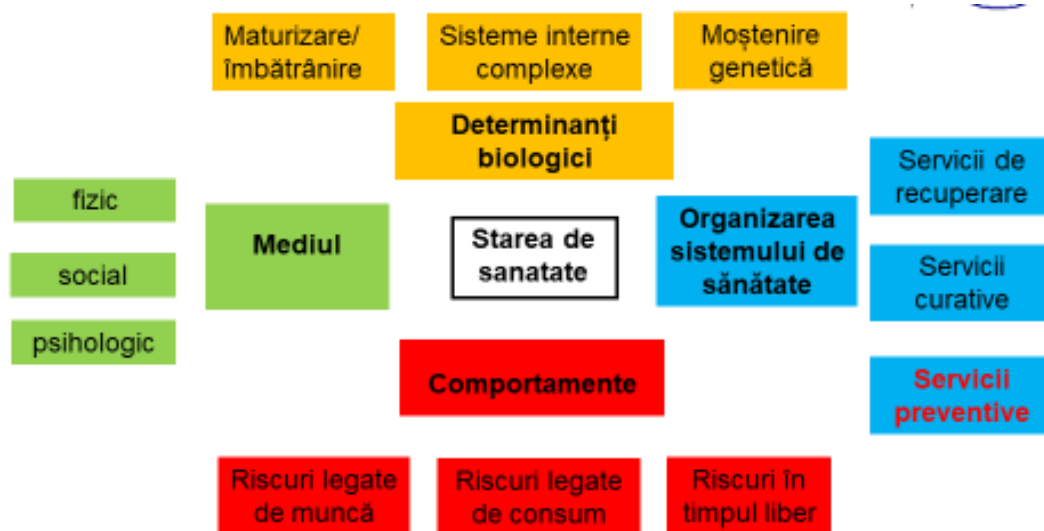 Maturizare/
îmbătrânire
Sisteme interne
complexe
Moștenire
genetică
Determinanți
biologici
fizic
social
psihologic
Mediul
Starea de
sanatate
Organizarea
sistemului de
sănătate
Servicii de
recuperare
Servicii
curative
Servicii
preventive
Comportamente
Riscuri legate
de muncă
Riscuri legate
de consum
Riscuri în
timpul liber